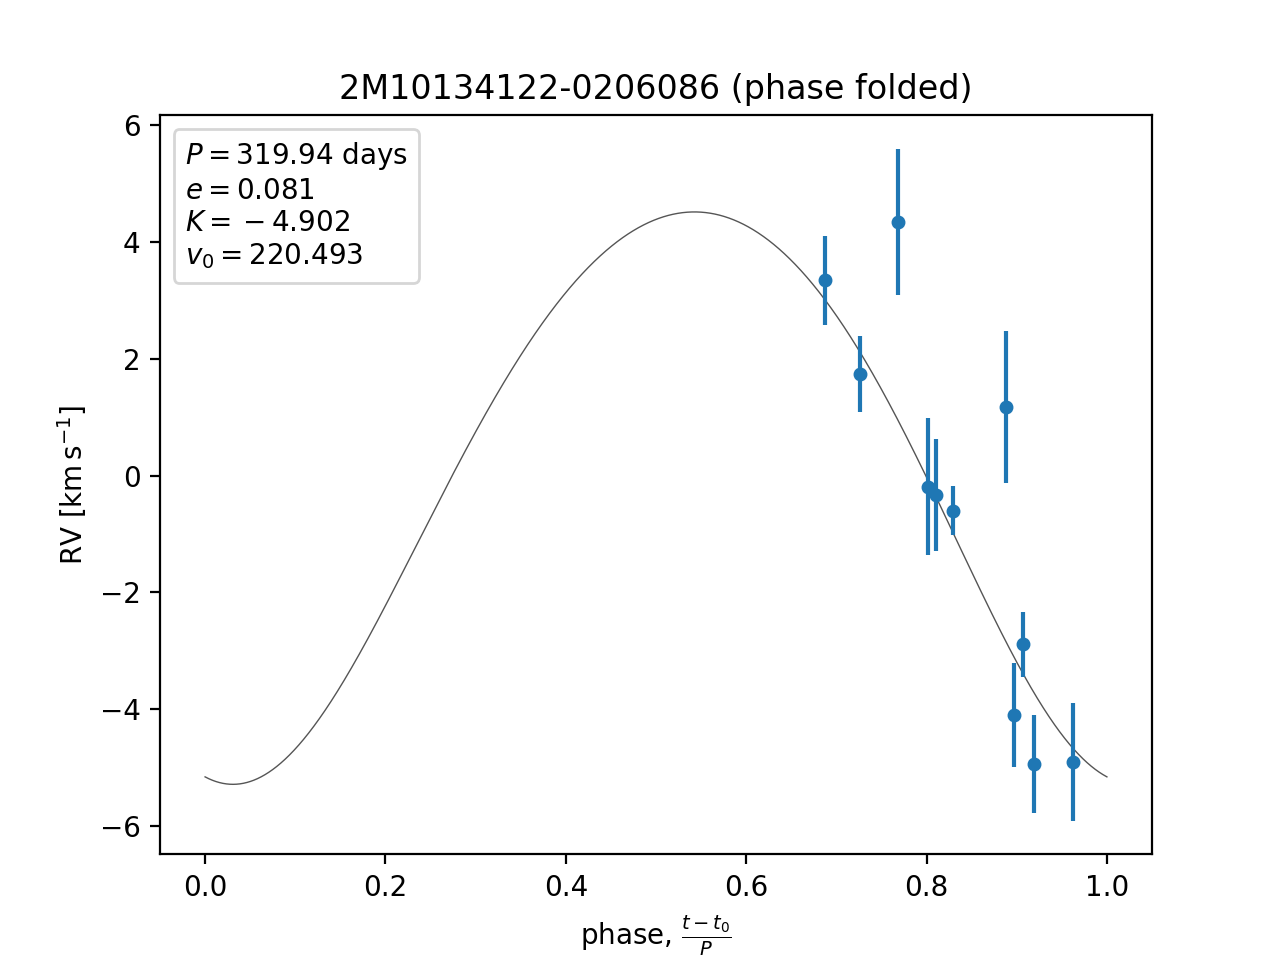 2M10134122-0206086 (phase folded)
P = 319.94 days
e = 0.081
K = −4.902
v₀ = 220.493
6
4
2
0
−2
−4
−6
RV [km s⁻¹]
0.0 0.2 0.4 0.6 0.8 1.0
phase, (t − t₀)/P